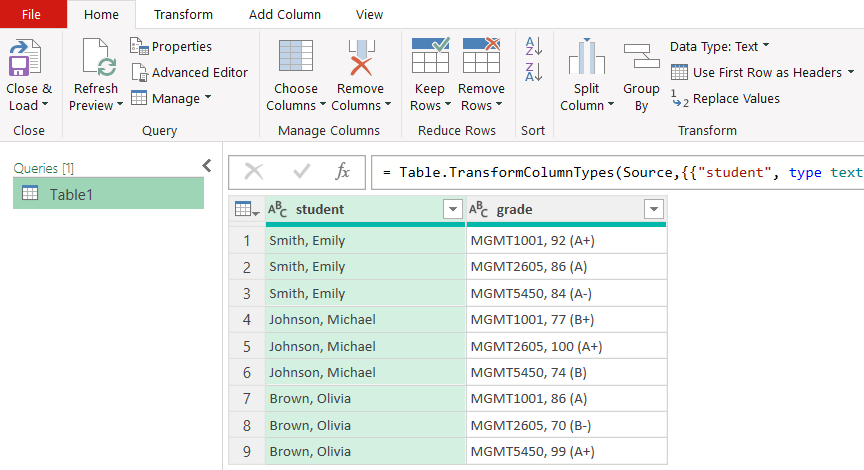 File Home Transform Add Column View
Close & Load
Refresh Preview
Properties
Advanced Editor
Manage
Choose Columns
Remove Columns
Keep Rows
Remove Rows
A Z
Z A
Split Column
Group By
Data Type: Text
Use First Row as Headers
1 2 Replace Values
Close Query Manage Columns Reduce Rows Sort Transform
Queries [1]
Table1
fx = Table.TransformColumnTypes(Source,{{"student", type text
ABC student ABC grade
1 Smith, Emily MGMT1001, 92 (A+)
2 Smith, Emily MGMT2605, 86 (A)
3 Smith, Emily MGMT5450, 84 (A-)
4 Johnson, Michael MGMT1001, 77 (B+)
5 Johnson, Michael MGMT2605, 100 (A+)
6 Johnson, Michael MGMT5450, 74 (B)
7 Brown, Olivia MGMT1001, 86 (A)
8 Brown, Olivia MGMT2605, 70 (B-)
9 Brown, Olivia MGMT5450, 99 (A+)